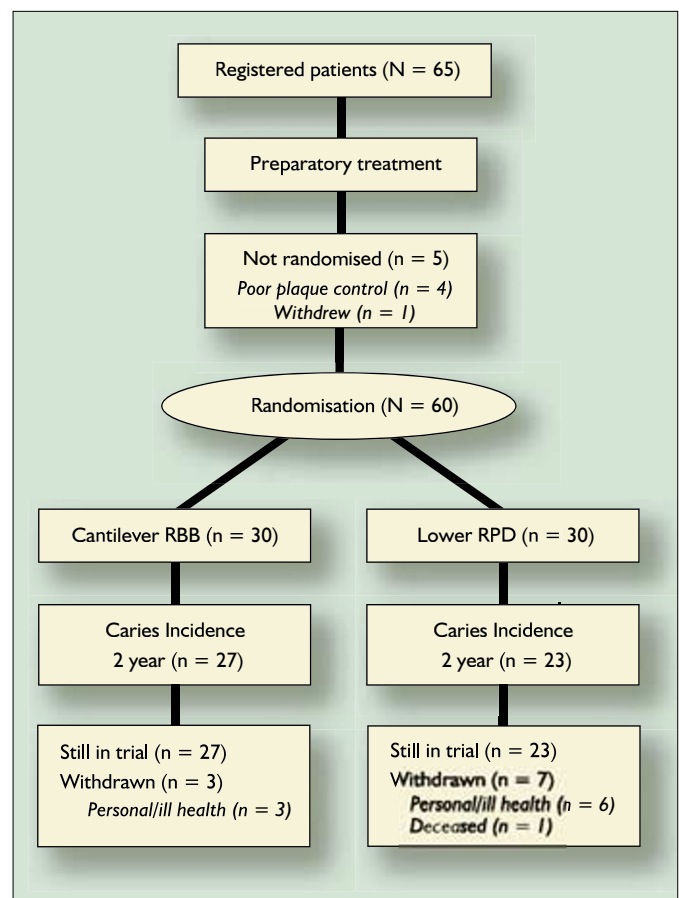 Registered patients (N = 65)
Preparatory treatment
Not randomised (n = 5)
Poor plaque control (n = 4)
Withdrew (n = 1)
Randomisation (N = 60)
Cantilever RBB (n = 30)
Lower RPD (n = 30)
Caries Incidence
2 year (n = 27)
Caries Incidence
2 year (n = 23)
Still in trial (n = 27)
Withdrawn (n = 3)
Personal/ill health (n = 3)
Still in trial (n = 23)
Withdrawn (n = 7)
Personal/ill health (n = 6)
Deceased (n = 1)